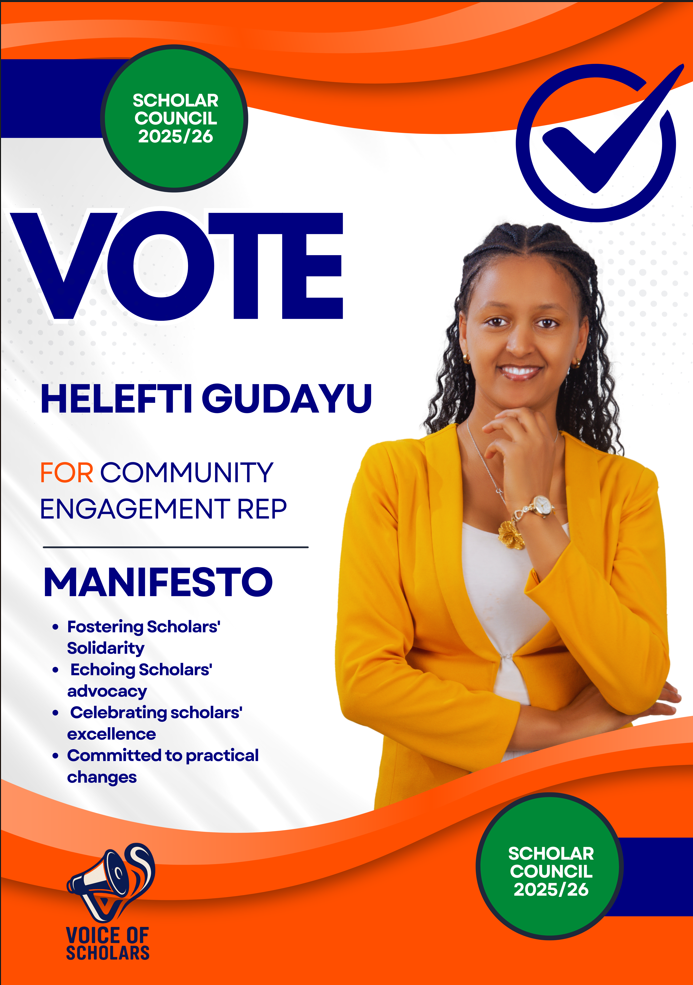 SCHOLAR
COUNCIL
2025/26
VOTE
HELEFTI GUDAYU
FOR COMMUNITY
ENGAGEMENT REP
MANIFESTO
• Fostering Scholars'
Solidarity
• Echoing Scholars'
advocacy
• Celebrating scholars'
excellence
• Committed to practical
changes
SCHOLAR
COUNCIL
2025/26
VOICE OF
SCHOLARS